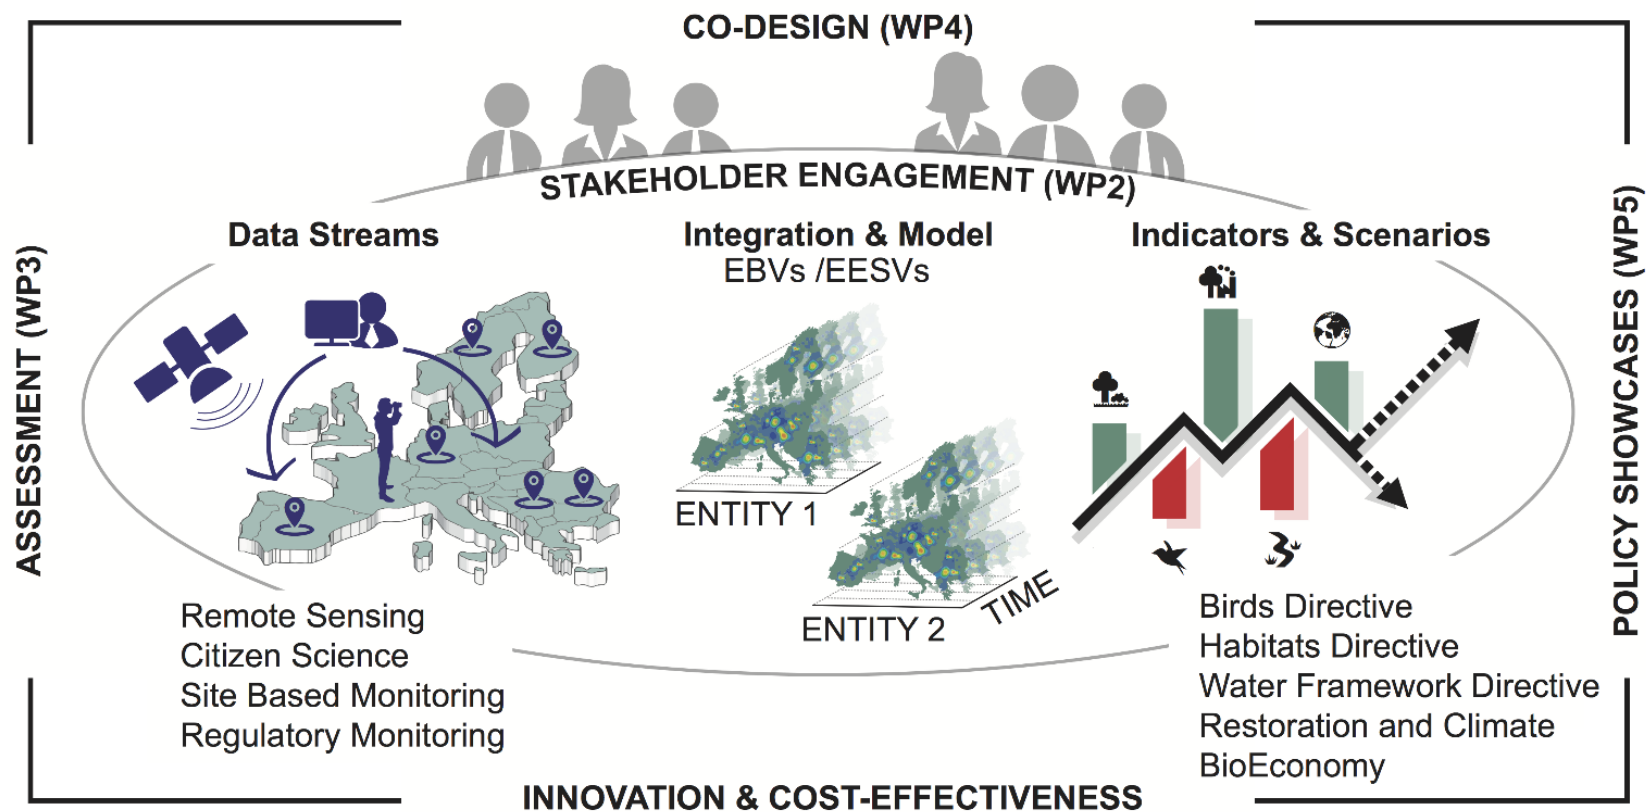 CO-DESIGN (WP4)
STAKEHOLDER ENGAGEMENT (WP2)
ASSESSMENT (WP3)
Data Streams
Remote Sensing
Citizen Science
Site Based Monitoring
Regulatory Monitoring
Integration & Model
EBVs /EESVs
ENTITY 1
ENTITY 2
TIME
Indicators & Scenarios
Birds Directive
Habitats Directive
Water Framework Directive
Restoration and Climate
BioEconomy
POLICY SHOWCASES (WP5)
INNOVATION & COST-EFFECTIVENESS